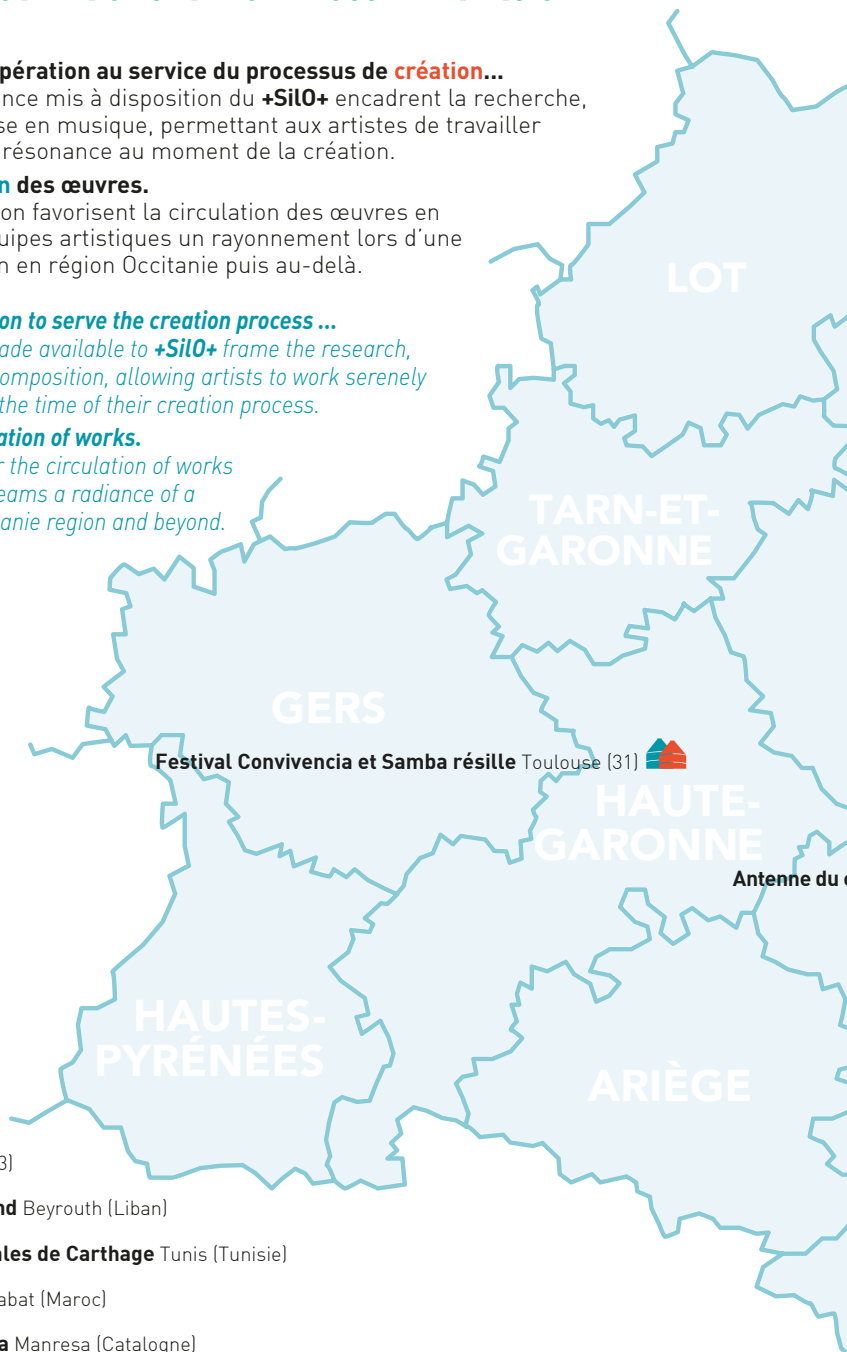 pération au service du processus de création...
nce mis à disposition du +SilO+ encadrent la recherche,
se en musique, permettant aux artistes de travailler
résonance au moment de la création.
n des œuvres.
on favorisent la circulation des œuvres en
uipes artistiques un rayonnement lors d’une
n en région Occitanie puis au-delà.
on to serve the creation process ...
ade available to +SilO+ frame the research,
omposition, allowing artists to work serenely
the time of their creation process.
ation of works.
r the circulation of works
eams a radiance of a
anie region and beyond.
LOT
TARN-ET-
GARONNE
GERS
Festival Convivencia et Samba résille Toulouse (31)
HAUTE-
GARONNE
Antenne du
HAUTES-
PYRÉNÉES
ARIÈGE
3)
nd Beyrouth (Liban)
ales de Carthage Tunis (Tunisie)
abat (Maroc)
a Manresa (Catalogne)